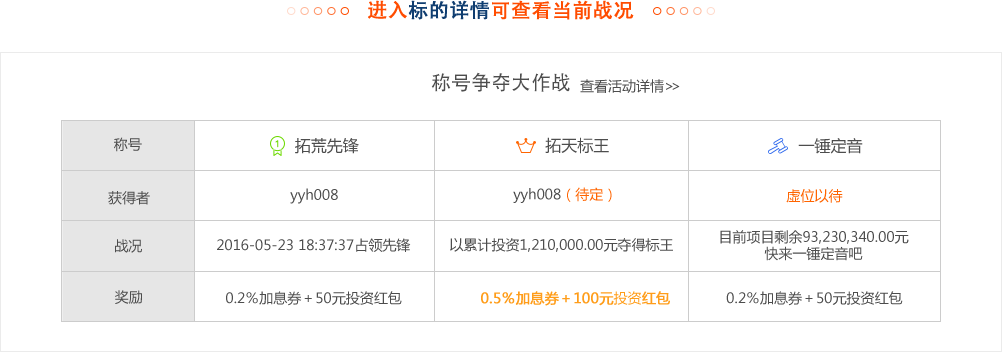 进入标的详情可查看当前战况
称号争夺大作战 查看活动详情>>
称号 1 拓荒先锋 拓天标王 一锤定音
获得者 yyh008 yyh008（待定） 虚位以待
战况 2016-05-23 18:37:37占领先锋 以累计投资1,210,000.00元夺得标王 目前项目剩余93,230,340.00元
快来一锤定音吧
奖励 0.2%加息券＋50元投资红包 0.5%加息券＋100元投资红包 0.2%加息券＋50元投资红包